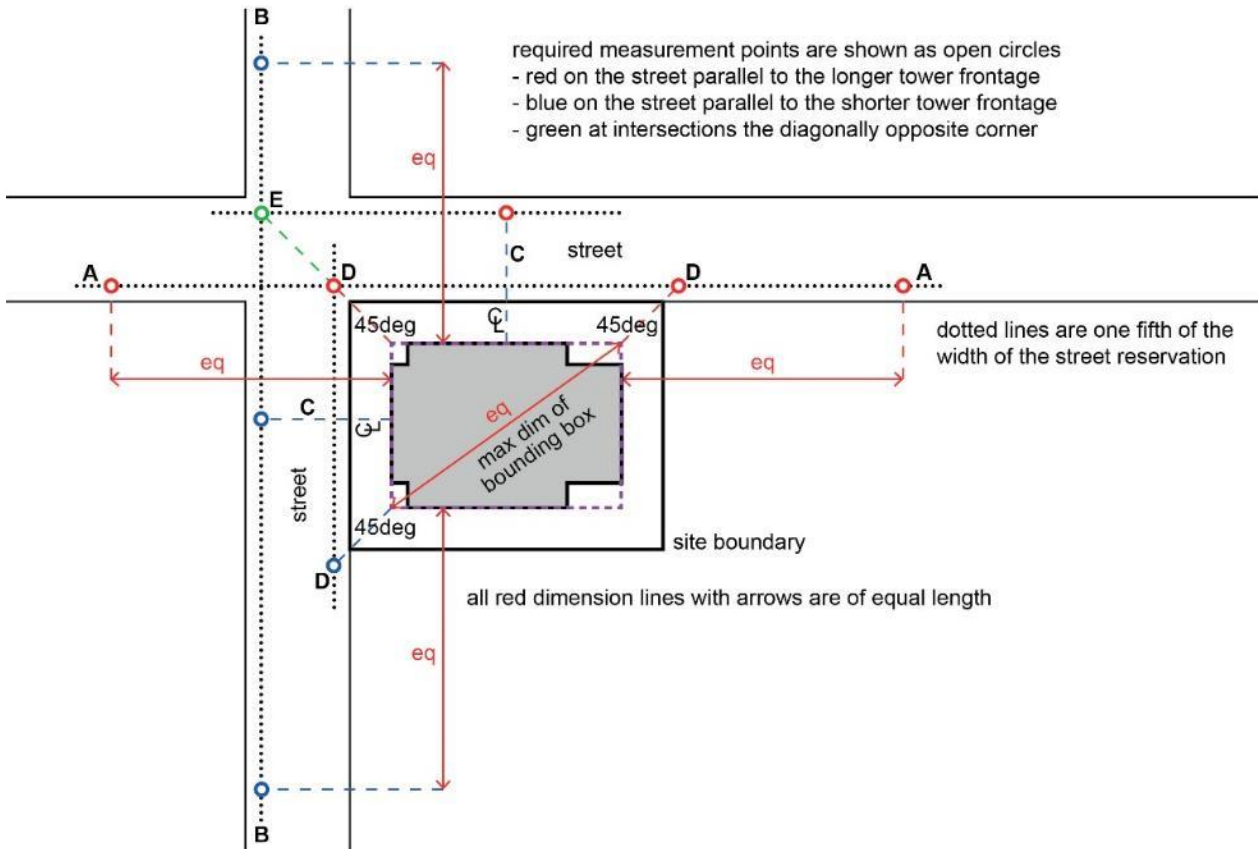 B
required measurement points are shown as open circles
- red on the street parallel to the longer tower frontage
- blue on the street parallel to the shorter tower frontage
- green at intersections the diagonally opposite corner
eq
E
C
street
A
D
D
A
℄
45deg
45deg
dotted lines are one fifth of the
width of the street reservation
eq
eq
eq
C
℄
max dim of
bounding box
street
45deg
site boundary
D
all red dimension lines with arrows are of equal length
eq
B